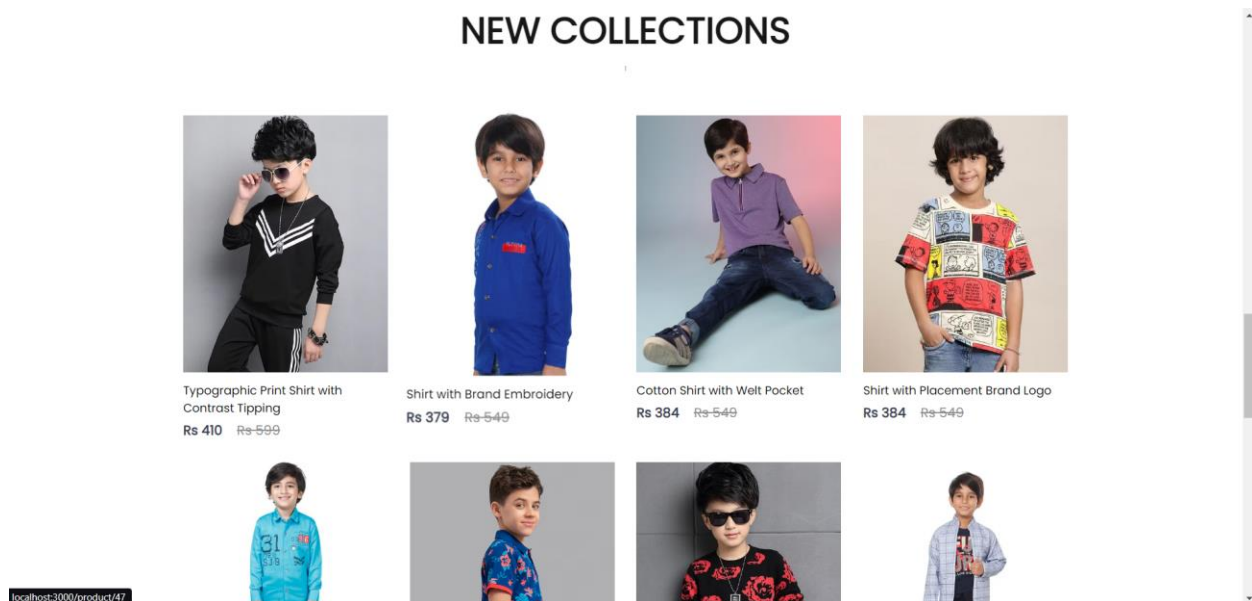 NEW COLLECTIONS
Typographic Print Shirt with
Contrast Tipping
Rs 410 Rs 599
Shirt with Brand Embroidery
Rs 379 Rs 549
Cotton Shirt with Welt Pocket
Rs 384 Rs 549
Shirt with Placement Brand Logo
Rs 384 Rs 549
31
localhost:3000/product/47